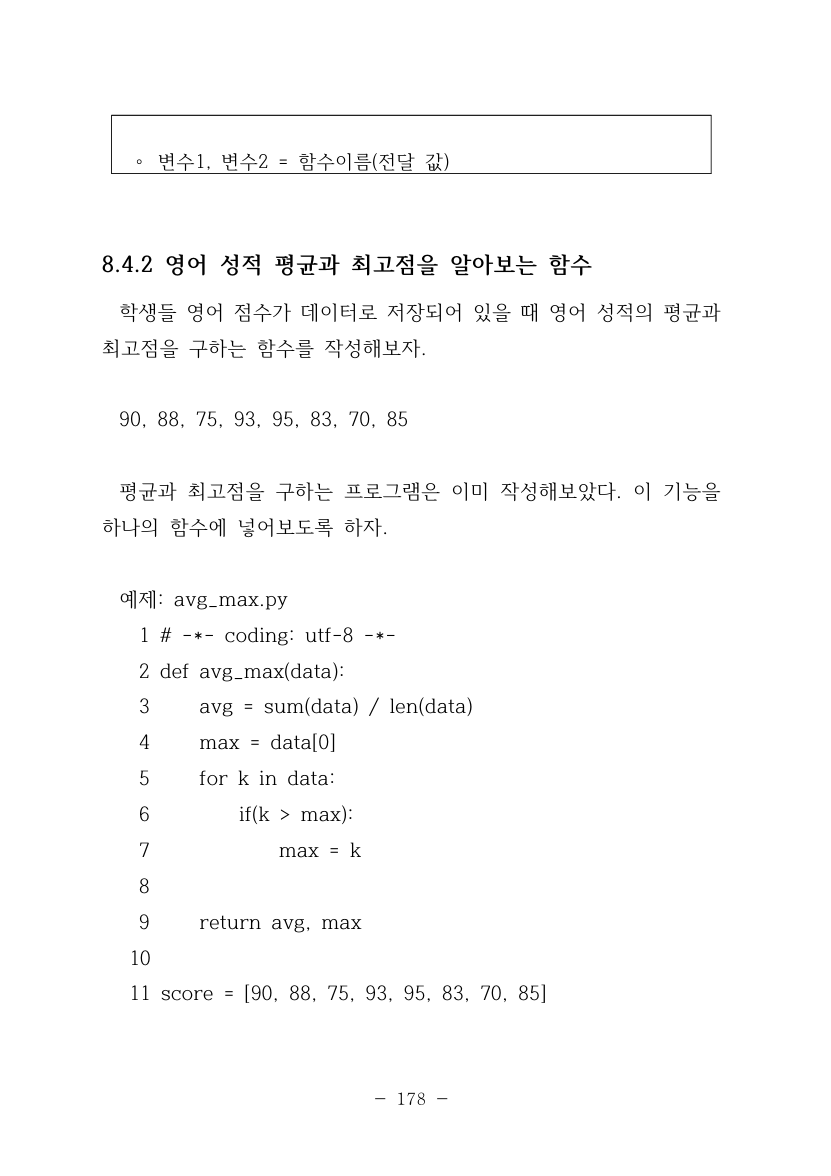 ◦ 변수1, 변수2 = 함수이름(전달 값)
8.4.2 영어 성적 평균과 최고점을 알아보는 함수
학생들 영어 점수가 데이터로 저장되어 있을 때 영어 성적의 평균과
최고점을 구하는 함수를 작성해보자.
90, 88, 75, 93, 95, 83, 70, 85
평균과 최고점을 구하는 프로그램은 이미 작성해보았다. 이 기능을
하나의 함수에 넣어보도록 하자.
예제: avg_max.py
1 # -*- coding: utf-8 -*-
2 def avg_max(data):
3     avg = sum(data) / len(data)
4     max = data[0]
5     for k in data:
6         if(k > max):
7             max = k
8
9     return avg, max
10
11 score = [90, 88, 75, 93, 95, 83, 70, 85]
- 178 -